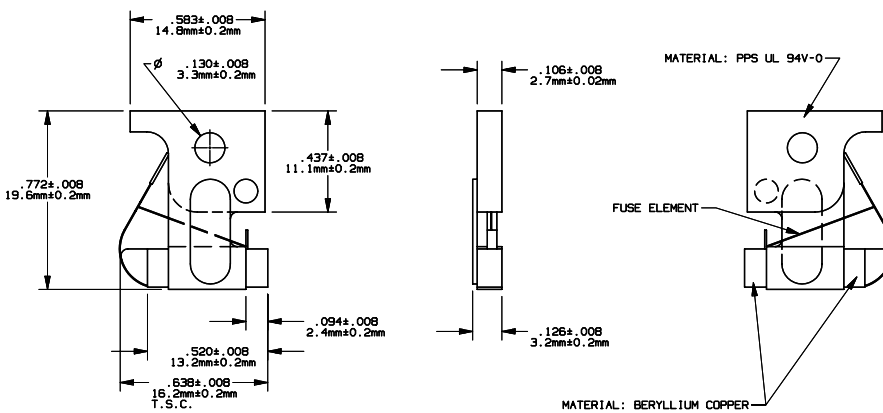 .583±.008
14.8mm±0.2mm
ø .130±.008
3.3mm±0.2mm
.772±.008
19.6mm±0.2mm
.437±.008
11.1mm±0.2mm
.094±.008
2.4mm±0.2mm
.520±.008
13.2mm±0.2mm
.638±.008
16.2mm±0.2mm
T.S.C.
.106±.008
2.7mm±0.02mm
.126±.008
3.2mm±0.2mm
MATERIAL: PPS UL 94V-0
FUSE ELEMENT
MATERIAL: BERYLLIUM COPPER